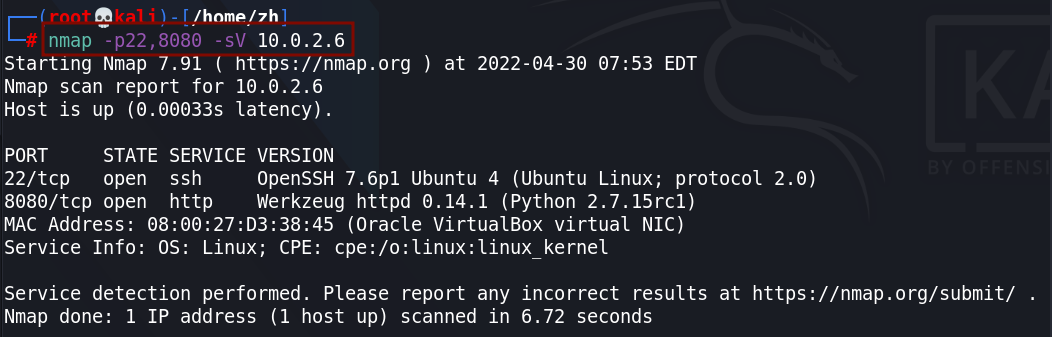 ┌──(root💀kali)-[/home/zh]
└─# nmap -p22,8080 -sV 10.0.2.6
Starting Nmap 7.91 ( https://nmap.org ) at 2022-04-30 07:53 EDT
Nmap scan report for 10.0.2.6
Host is up (0.00033s latency).

PORT     STATE SERVICE VERSION
22/tcp   open  ssh     OpenSSH 7.6p1 Ubuntu 4 (Ubuntu Linux; protocol 2.0)
8080/tcp open  http    Werkzeug httpd 0.14.1 (Python 2.7.15rc1)
MAC Address: 08:00:27:D3:38:45 (Oracle VirtualBox virtual NIC)
Service Info: OS: Linux; CPE: cpe:/o:linux:linux_kernel

Service detection performed. Please report any incorrect results at https://nmap.org/submit/ .
Nmap done: 1 IP address (1 host up) scanned in 6.72 seconds
KA
BY OFFENSI